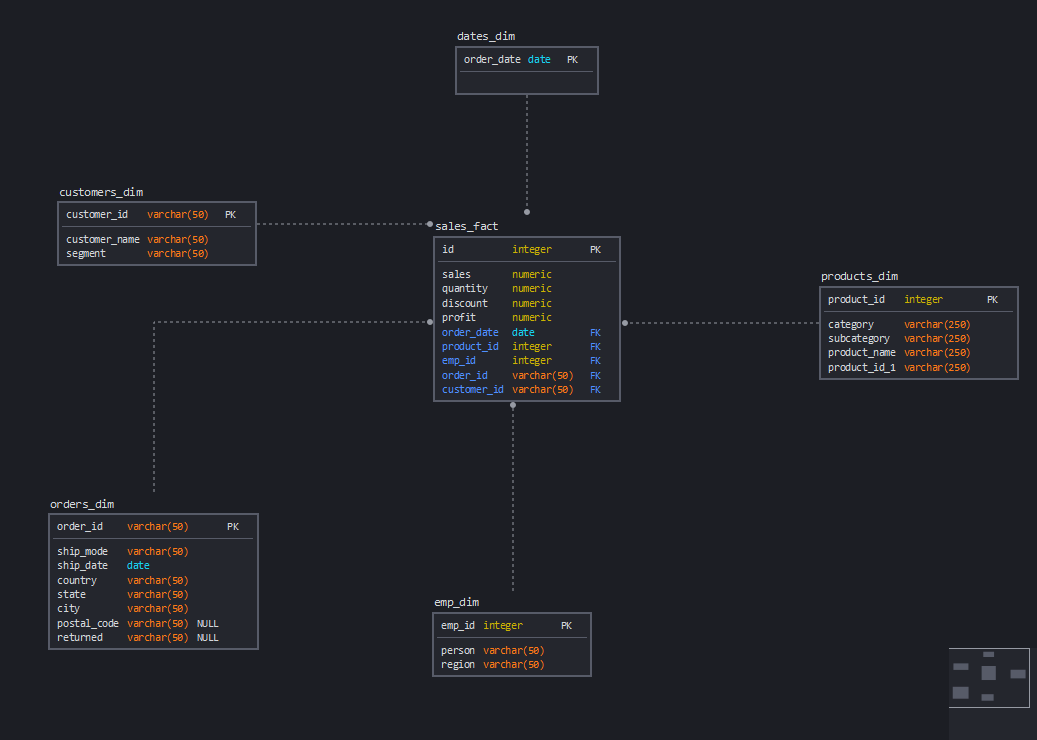 dates_dim
order_date date PK
customers_dim
customer_id varchar(50) PK
customer_name varchar(50)
segment varchar(50)
sales_fact
id integer PK
sales numeric
quantity numeric
discount numeric
profit numeric
order_date date FK
product_id integer FK
emp_id integer FK
order_id varchar(50) FK
customer_id varchar(50) FK
products_dim
product_id integer PK
category varchar(250)
subcategory varchar(250)
product_name varchar(250)
product_id_1 varchar(250)
orders_dim
order_id varchar(50) PK
ship_mode varchar(50)
ship_date date
country varchar(50)
state varchar(50)
city varchar(50)
postal_code varchar(50) NULL
returned varchar(50) NULL
emp_dim
emp_id integer PK
person varchar(50)
region varchar(50)